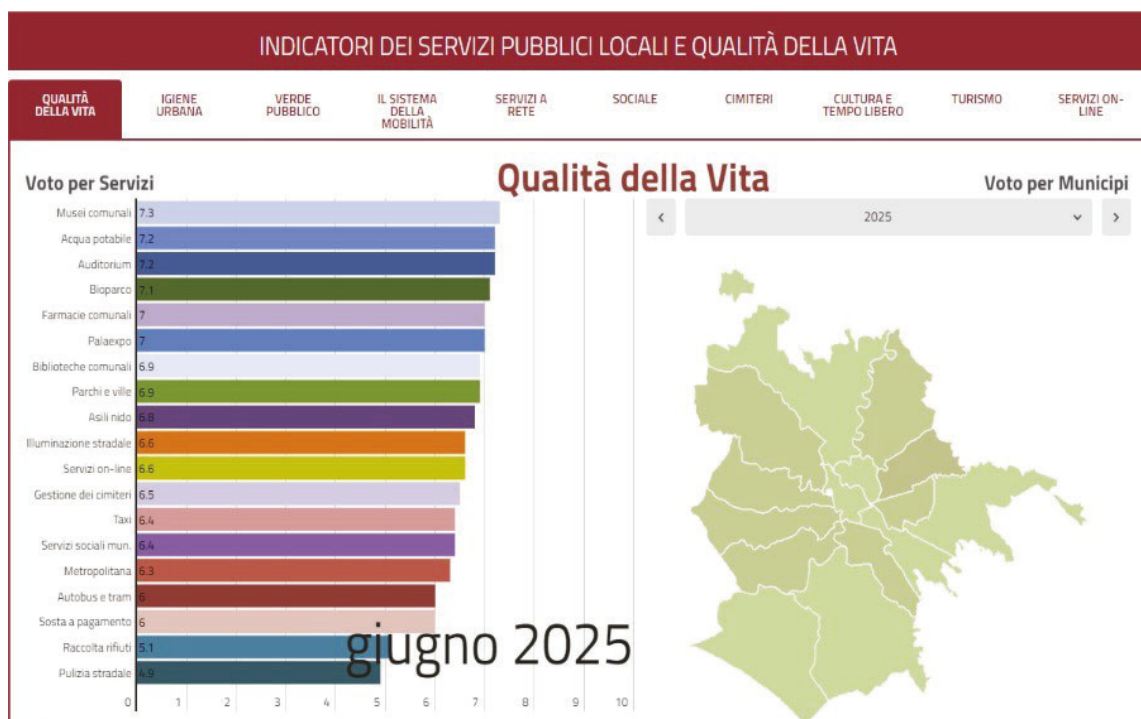 INDICATORI DEI SERVIZI PUBBLICI LOCALI E QUALITÀ DELLA VITA
QUALITÀ
DELLA VITA
IGIENE
URBANA
VERDE
PUBBLICO
IL SISTEMA
DELLA
MOBILITÀ
SERVIZI A
RETE
SOCIALE
CIMITERI
CULTURA E
TEMPO LIBERO
TURISMO
SERVIZI ON-
LINE
Qualità della Vita
Voto per Servizi
Musei comunali 7.3
Acqua potabile 7.2
Auditorium 7.2
Bioparco 7.1
Farmacie comunali 7
Palaexpo 7
Biblioteche comunali 6.9
Parchi e ville 6.9
Asili nido 6.8
Illuminazione stradale 6.6
Servizi on-line 6.6
Gestione dei cimiteri 6.5
Taxi 6.4
Servizi sociali mun. 6.4
Metropolitana 6.3
Autobus e tram 6
Sosta a pagamento 6
Raccolta rifiuti 5.1
Pulizia stradale 4.9
0 1 2 3 4 5 6 7 8 9 10
giugno 2025
Voto per Municipi
2025